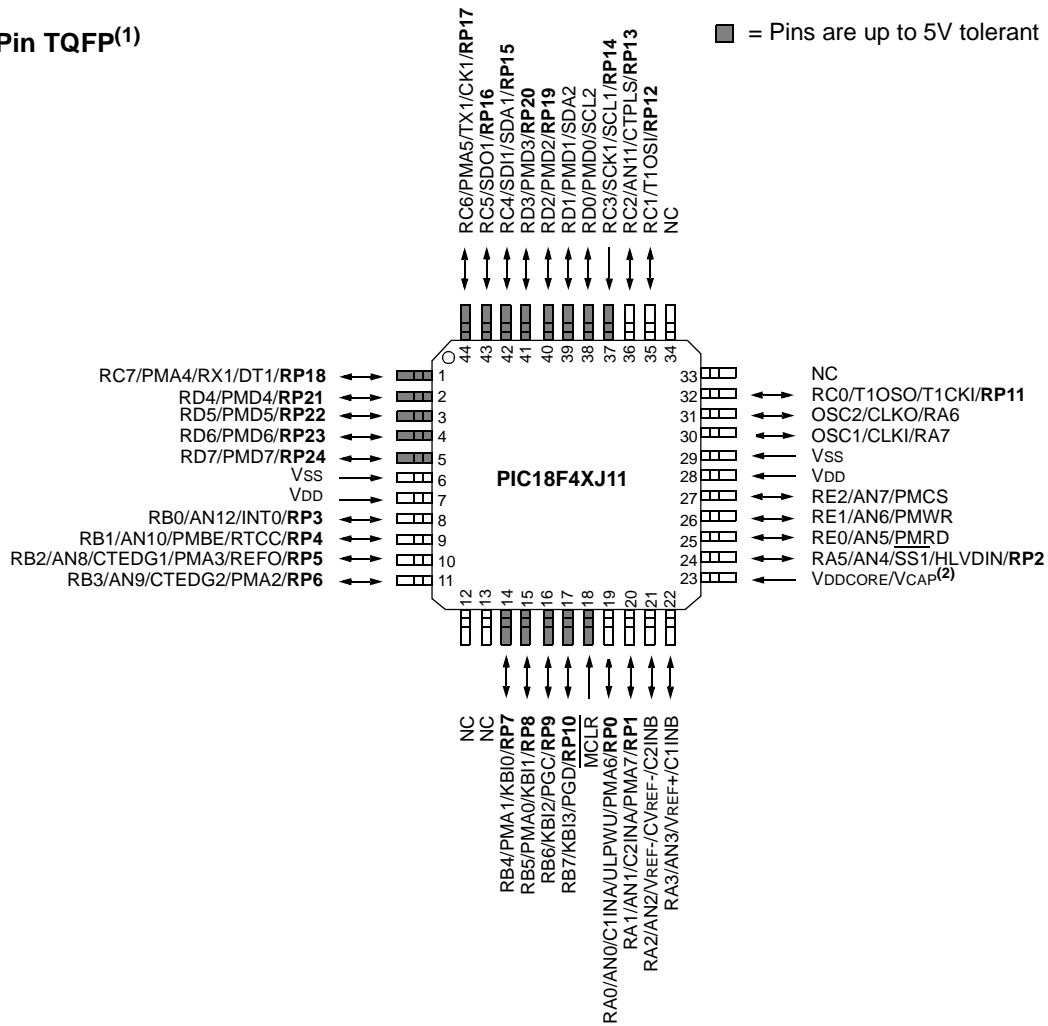 Pin TQFP(1)
= Pins are up to 5V tolerant
RC6/PMA5/TX1/CK1/RP17
RC5/SDO1/RP16
RC4/SDI1/SDA1/RP15
RD3/PMD3/RP20
RD2/PMD2/RP19
RD1/PMD1/SDA2
RD0/PMD0/SCL2
RC3/SCK1/SCL1/RP14
RC2/AN11/CTPLS/RP13
RC1/T1OSI/RP12
NC
44
43
42
41
40
39
38
37
36
35
34
RC7/PMA4/RX1/DT1/RP18 1
RD4/PMD4/RP21 2
RD5/PMD5/RP22 3
RD6/PMD6/RP23 4
RD7/PMD7/RP24 5
VSS 6
VDD 7
RB0/AN12/INT0/RP3 8
RB1/AN10/PMBE/RTCC/RP4 9
RB2/AN8/CTEDG1/PMA3/REFO/RP5 10
RB3/AN9/CTEDG2/PMA2/RP6 11
PIC18F4XJ11
33 NC
32 RC0/T1OSO/T1CKI/RP11
31 OSC2/CLKO/RA6
30 OSC1/CLKI/RA7
29 VSS
28 VDD
27 RE2/AN7/PMCS
26 RE1/AN6/PMWR
25 RE0/AN5/PMRD
24 RA5/AN4/SS1/HLVDIN/RP2
23 VDDCORE/VCAP(2)
12
13
14
15
16
17
18
19
20
21
22
NC
NC
RB4/PMA1/KBI0/RP7
RB5/PMA0/KBI1/RP8
RB6/KBI2/PGC/RP9
RB7/KBI3/PGD/RP10
MCLR
RA0/AN0/C1INA/ULPWU/PMA6/RP0
RA1/AN1/C2INA/PMA7/RP1
RA2/AN2/VREF-/CVREF-/C2INB
RA3/AN3/VREF+/C1INB